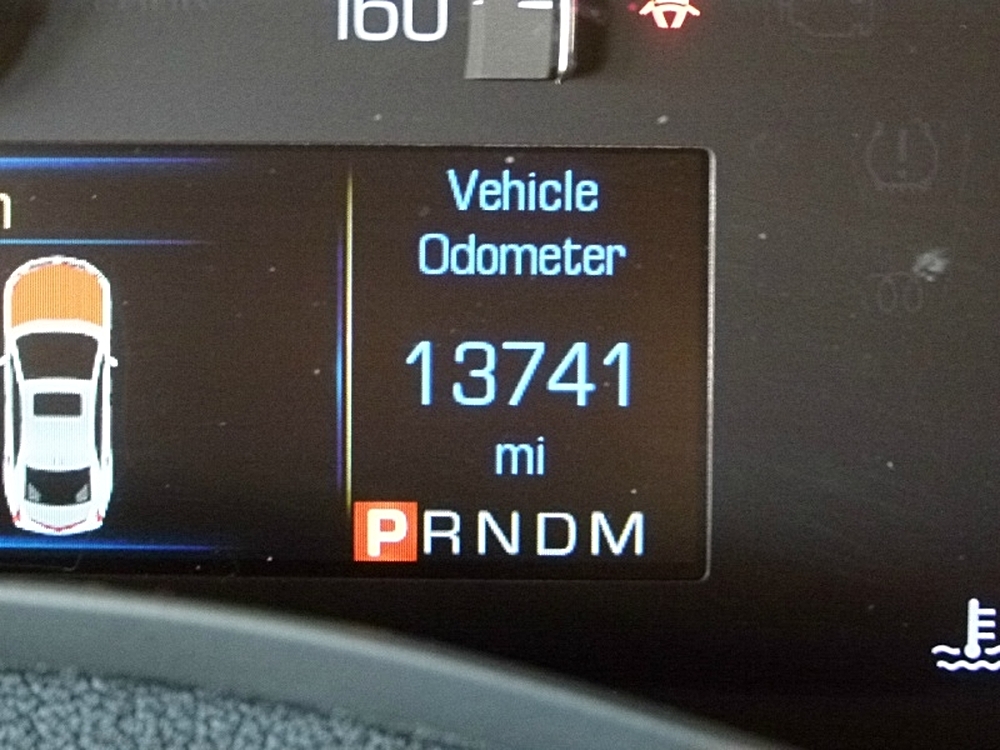 160
Vehicle
Odometer
13741
mi
PRNDM